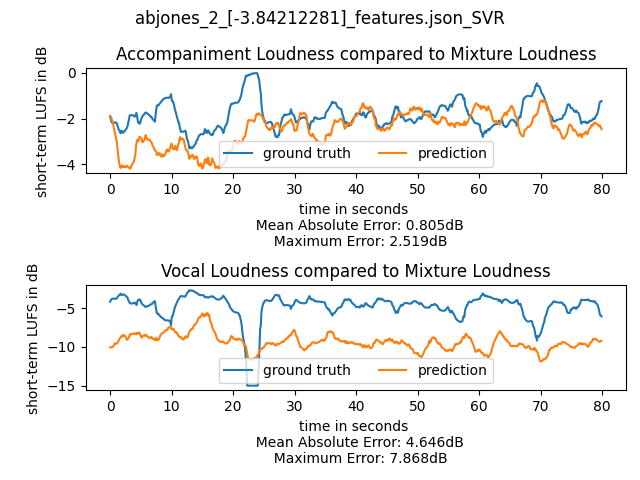 abjones_2_[-3.84212281]_features.json_SVR
Accompaniment Loudness compared to Mixture Loudness
short-term LUFS in dB
0
−2
−4
ground truth
prediction
0 10 20 30 40 50 60 70 80
time in seconds
Mean Absolute Error: 0.805dB
Maximum Error: 2.519dB
Vocal Loudness compared to Mixture Loudness
short-term LUFS in dB
−5
−10
−15
ground truth
prediction
0 10 20 30 40 50 60 70 80
time in seconds
Mean Absolute Error: 4.646dB
Maximum Error: 7.868dB